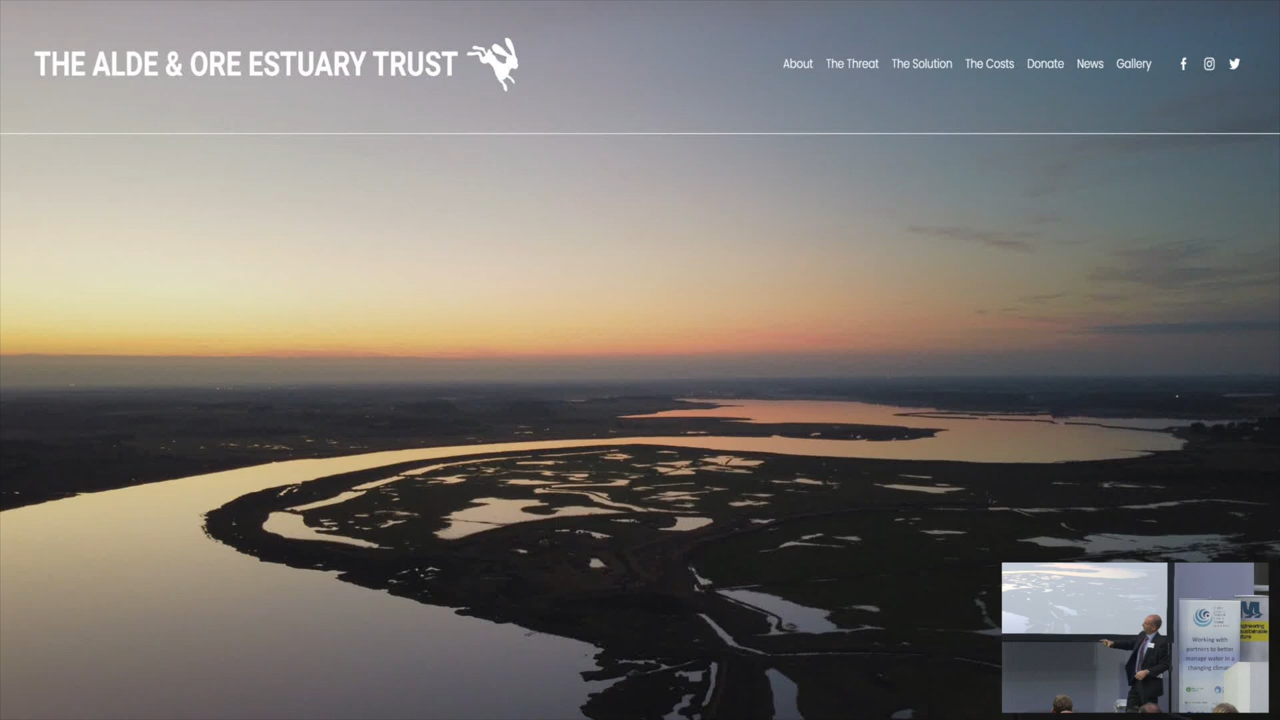 THE ALDE & ORE ESTUARY TRUST
About The Threat The Solution The Costs Donate News Gallery
Working with
partners to better
manage water in a
changing climate